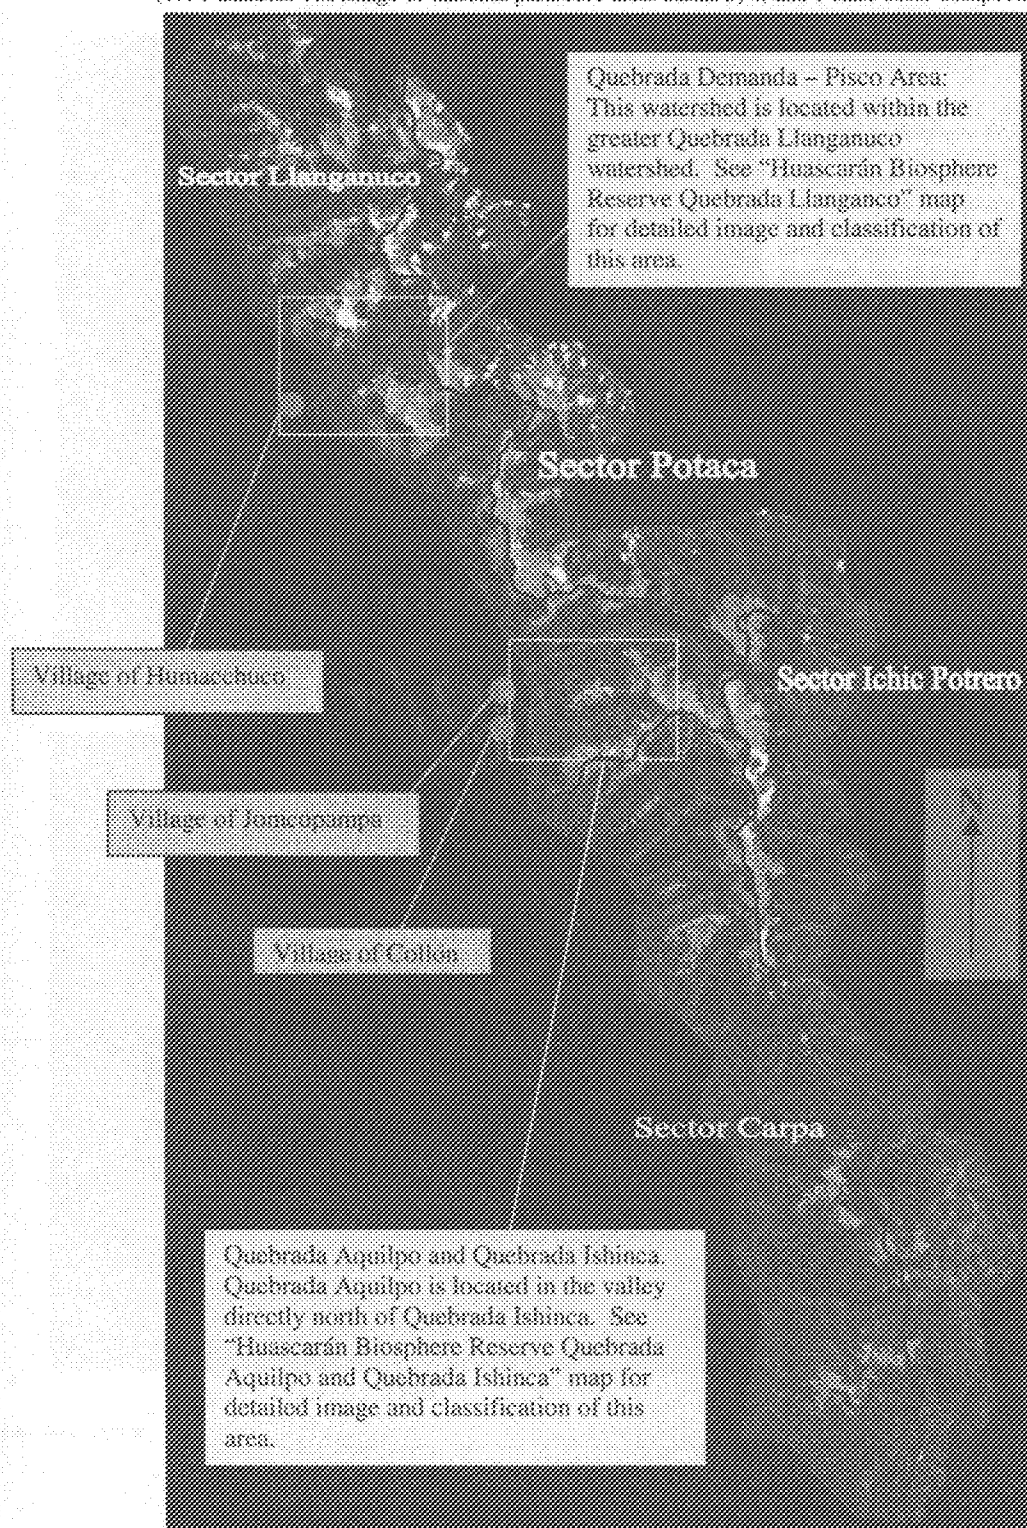 Quebrada Demanda – Pisco Area:
This watershed is located within the
greater Quebrada Llanganuco
watershed. See “Huascarán Biosphere
Reserve Quebrada Llanganco” map
for detailed image and classification of
this area.
Sector Llanganuco
Sector Potaca
Village of Humacchuco
Sector Ichic Potrero
Village of Joncopampa
N
Village of Collón
Sector Carpa
Quebrada Aquilpo and Quebrada Ishinca.
Quebrada Aquilpo is located in the valley
directly north of Quebrada Ishinca. See
“Huascarán Biosphere Reserve Quebrada
Aquilpo and Quebrada Ishinca” map for
detailed image and classification of this
area.